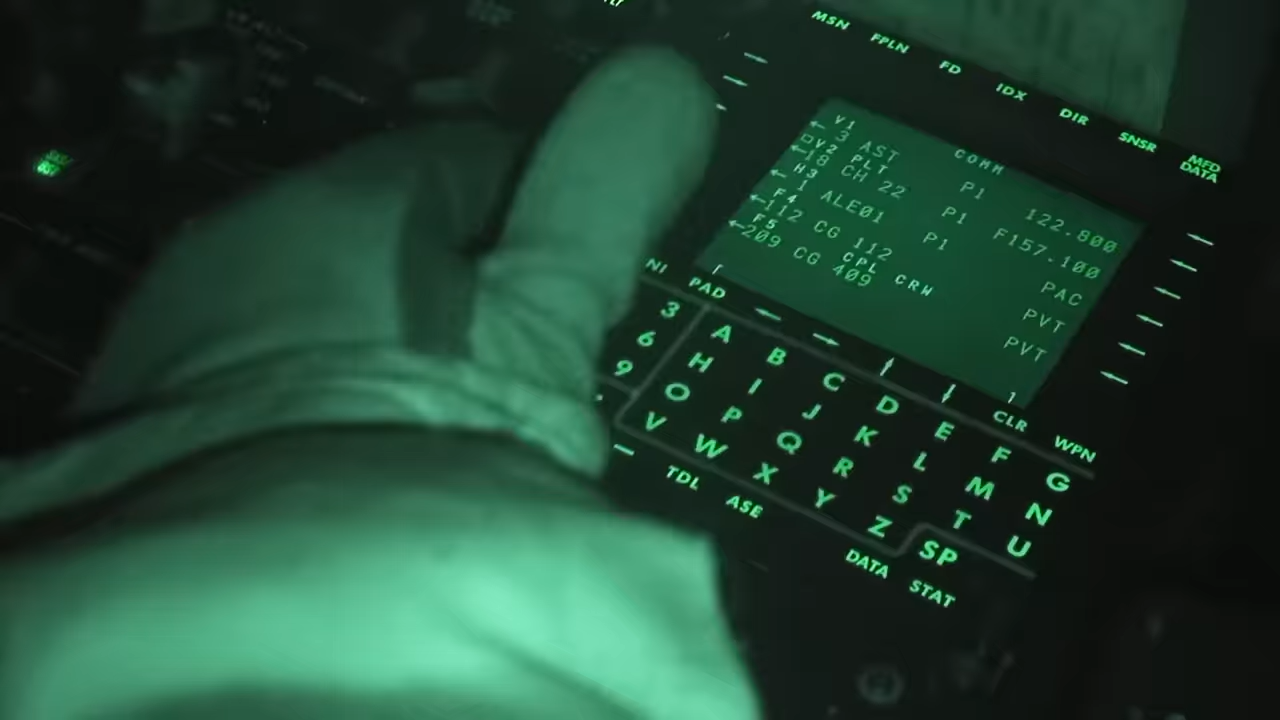 MSN FPLN FD IDX DIR SNSR MED DATA
COMM
V1
3 AST P1 122.800
V2 PLT
18 CH 22 P1 F157.100
H3
1 ALE01 P1 PAC
F4
112 CG 112 PVT
F5 CPL CRW
209 CG 409 PVT
NI PAD CLR WPN
3 A B C D E F G
6 H I J K L M N
9 O P Q R S T U
V W X Y Z SP
TDL ASE DATA STAT